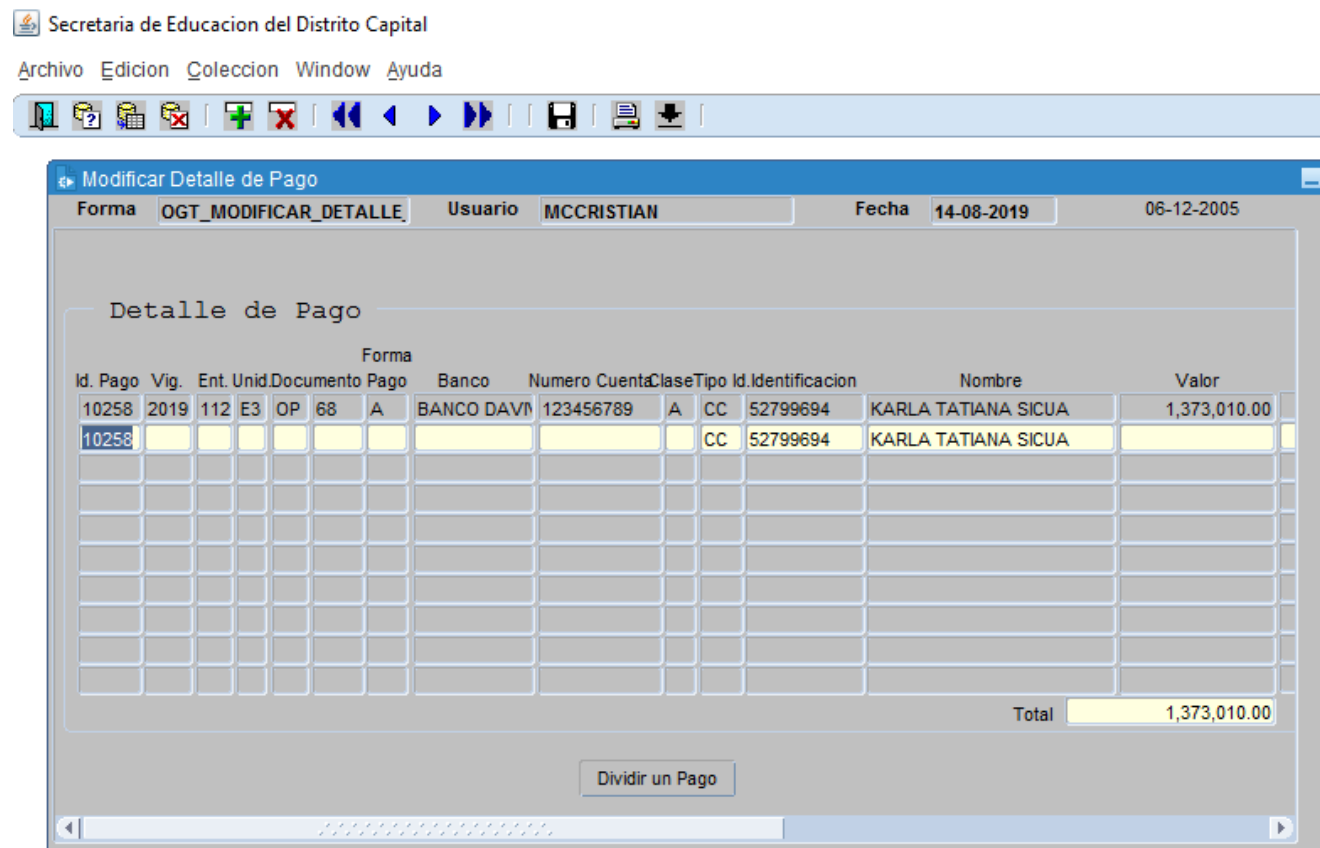 Secretaria de Educacion del Distrito Capital
Archivo Edicion Coleccion Window Ayuda
Modificar Detalle de Pago
Forma OGT_MODIFICAR_DETALLE_ Usuario MCCRISTIAN Fecha 14-08-2019 06-12-2005
Detalle de Pago
Forma
Id. Pago Vig. Ent. Unid. Documento Pago Banco Numero Cuenta Clase Tipo Id. Identificacion Nombre Valor
10258 2019 112 E3 OP 68 A BANCO DAVI 123456789 A CC 52799694 KARLA TATIANA SICUA 1,373,010.00
10258 CC 52799694 KARLA TATIANA SICUA
Total 1,373,010.00
Dividir un Pago